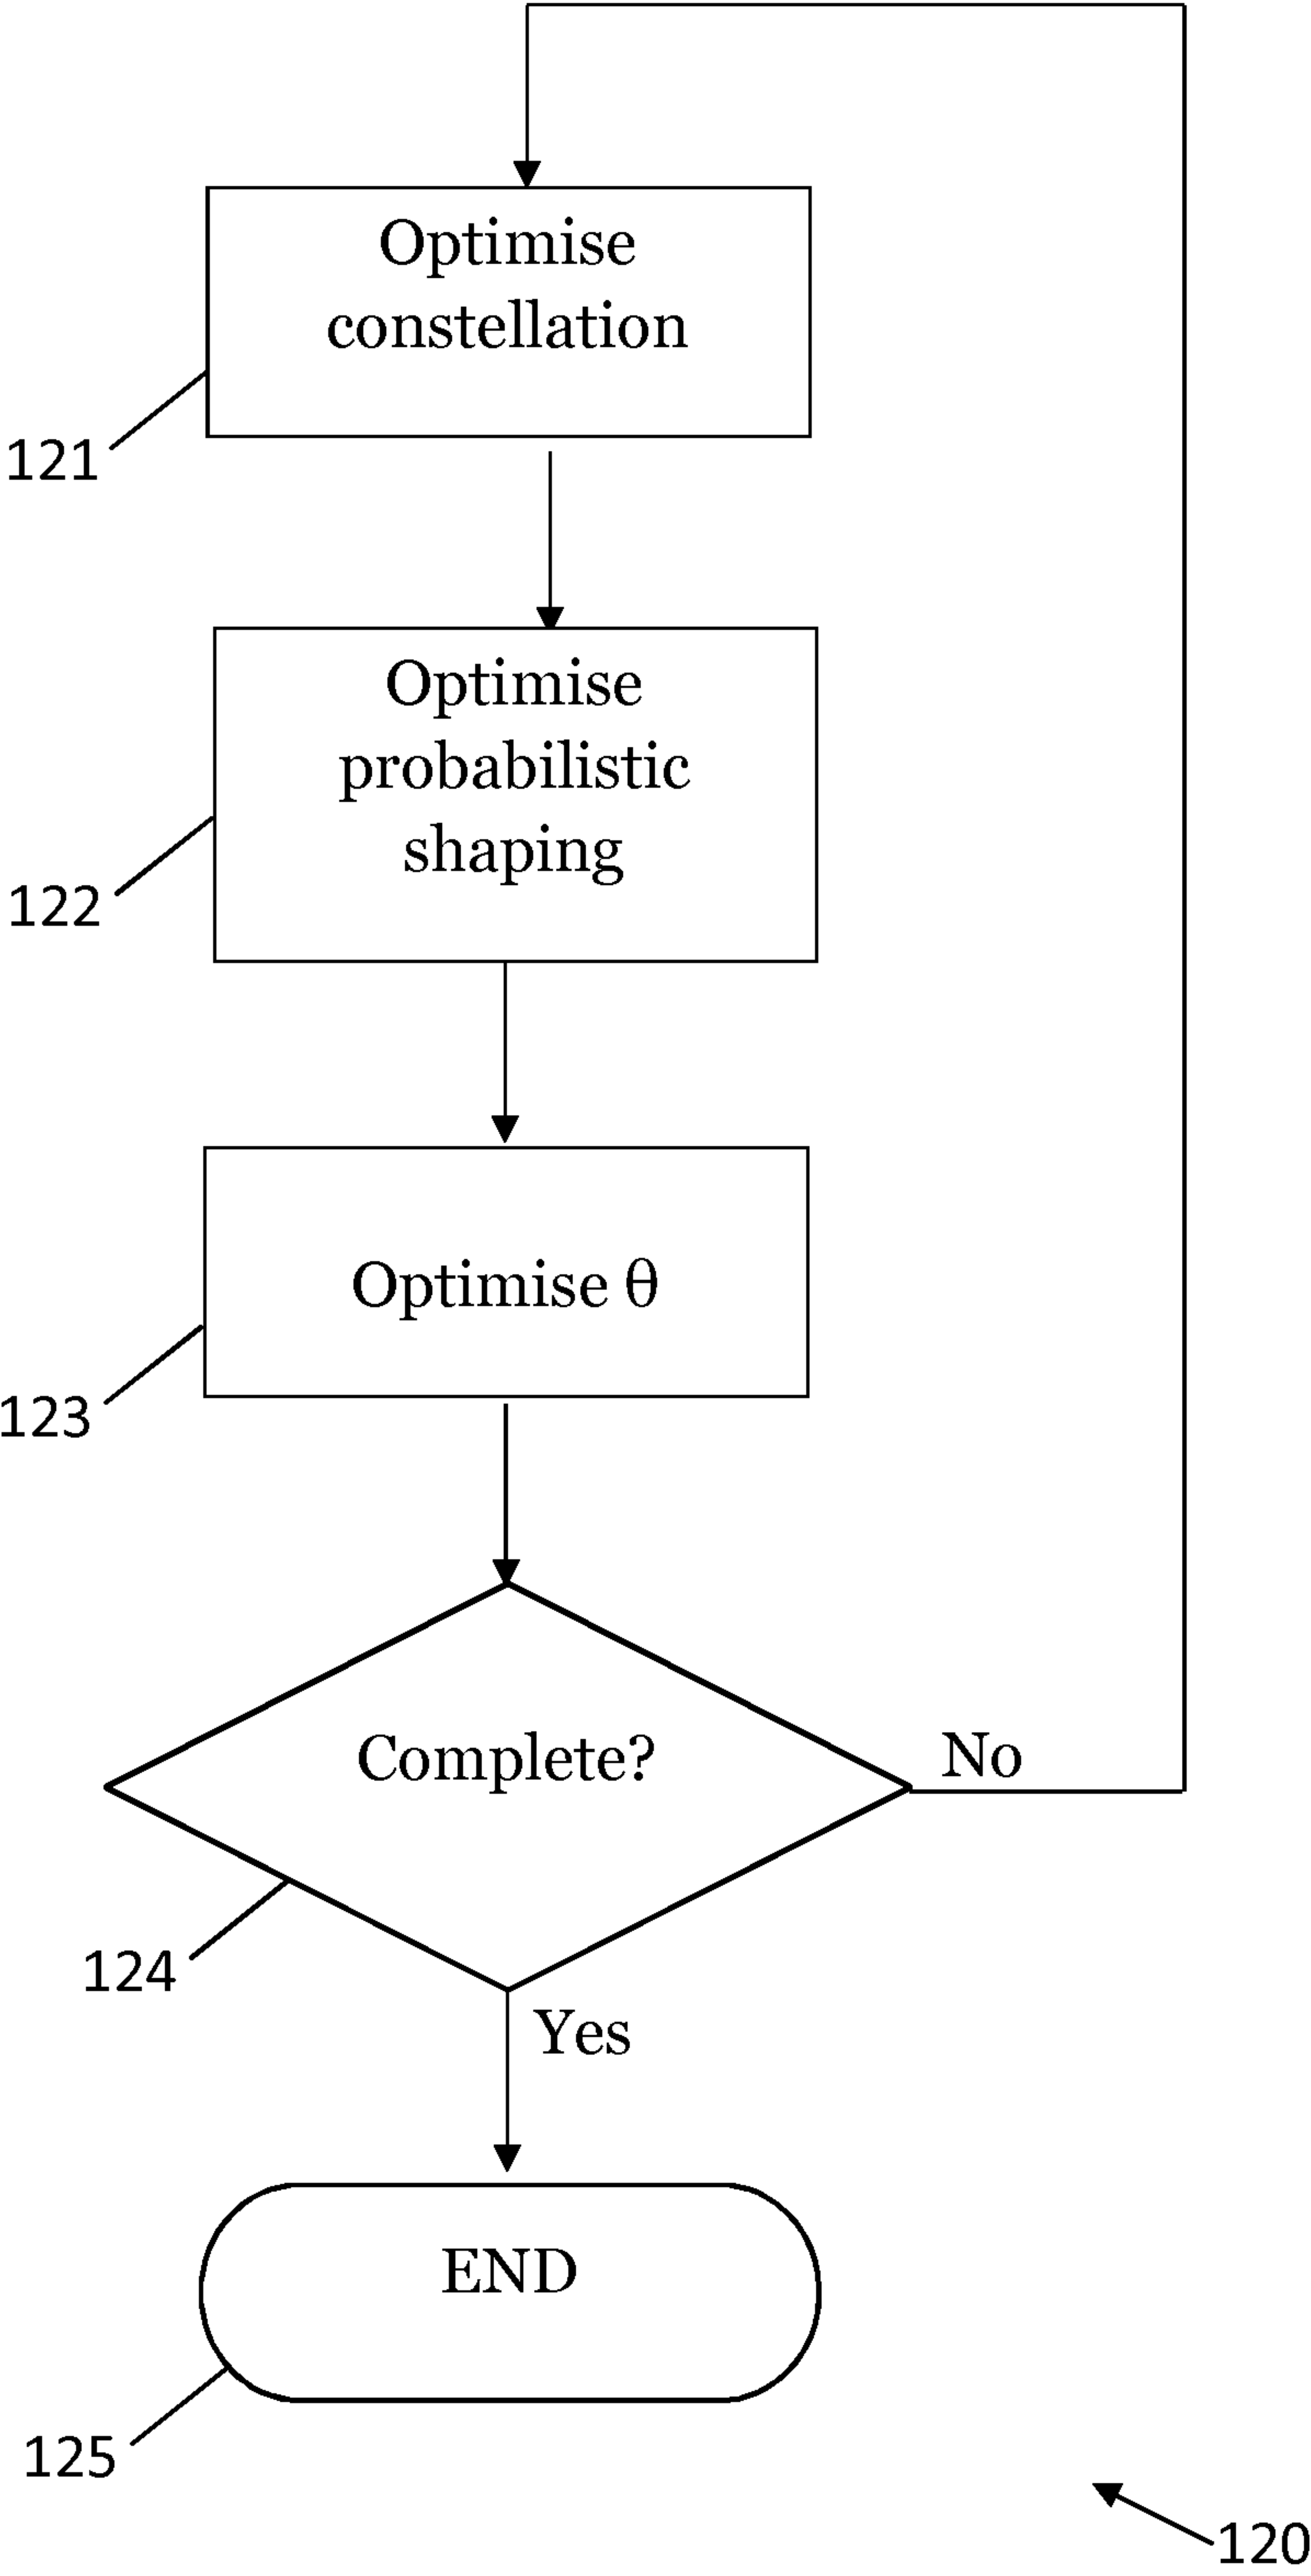 Optimise
constellation
121
Optimise
probabilistic
shaping
122
Optimise θ
123
Complete?
No
124
Yes
END
125
120